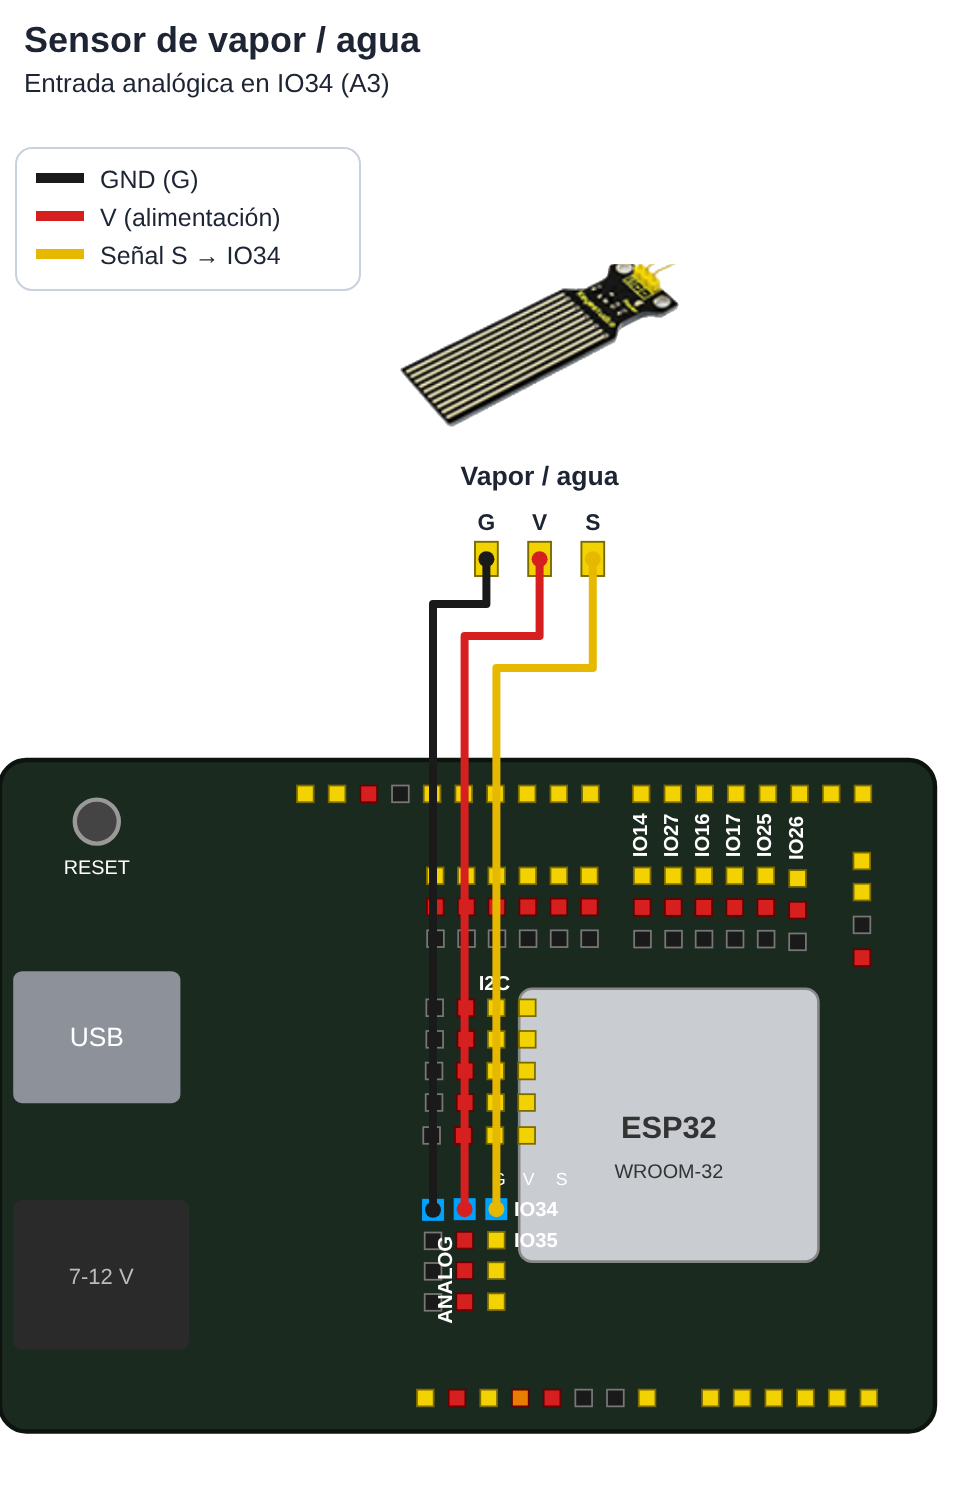 Sensor de vapor / agua
Entrada analógica en IO34 (A3)
GND (G)
V (alimentación)
Señal S → IO34
Vapor / agua
G V S
RESET
IO14 IO27 IO16 IO17 IO25 IO26
I2C
USB
ESP32
WROOM-32
G V S
IO34
IO35
ANALOG
7-12 V